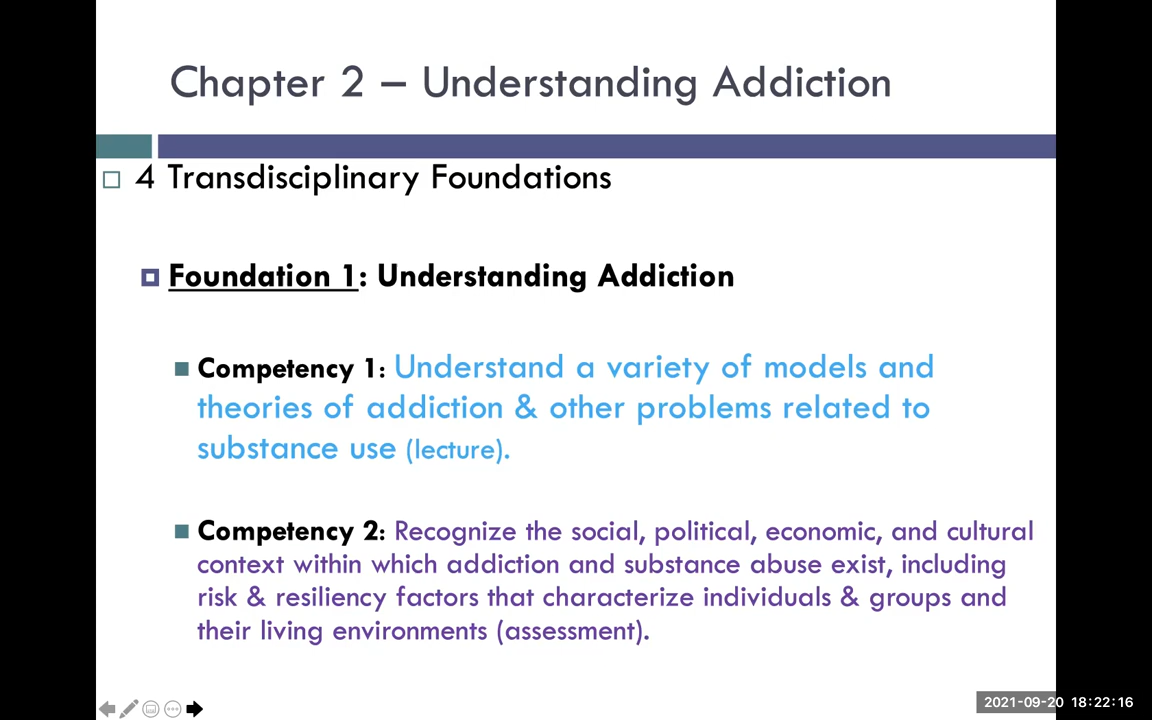 Chapter 2 – Understanding Addiction
4 Transdisciplinary Foundations
Foundation 1: Understanding Addiction
Competency 1: Understand a variety of models and
theories of addiction & other problems related to
substance use (lecture).
Competency 2: Recognize the social, political, economic, and cultural
context within which addiction and substance abuse exist, including
risk & resiliency factors that characterize individuals & groups and
their living environments (assessment).
2021-09-20 18:22:16